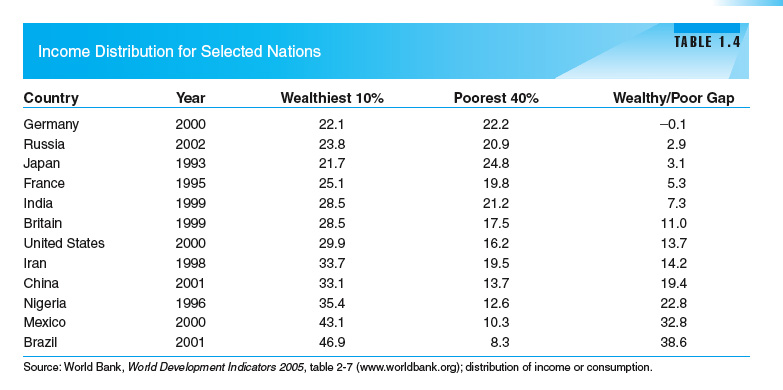 TABLE 1.4
Income Distribution for Selected Nations
Country Year Wealthiest 10% Poorest 40% Wealthy/Poor Gap
Germany 2000 22.1 22.2 –0.1
Russia 2002 23.8 20.9 2.9
Japan 1993 21.7 24.8 3.1
France 1995 25.1 19.8 5.3
India 1999 28.5 21.2 7.3
Britain 1999 28.5 17.5 11.0
United States 2000 29.9 16.2 13.7
Iran 1998 33.7 19.5 14.2
China 2001 33.1 13.7 19.4
Nigeria 1996 35.4 12.6 22.8
Mexico 2000 43.1 10.3 32.8
Brazil 2001 46.9 8.3 38.6
Source: World Bank, World Development Indicators 2005, table 2-7 (www.worldbank.org); distribution of income or consumption.